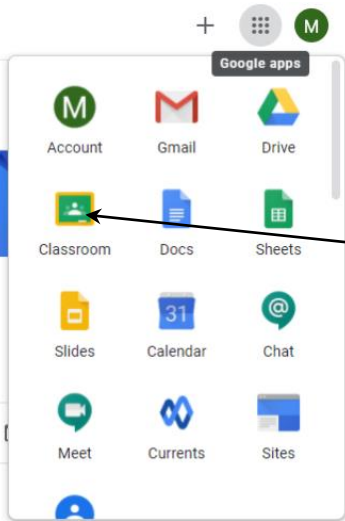 + M
Google apps
M
Account Gmail Drive
Classroom Docs Sheets
31 @
Slides Calendar Chat
Meet Currents Sites